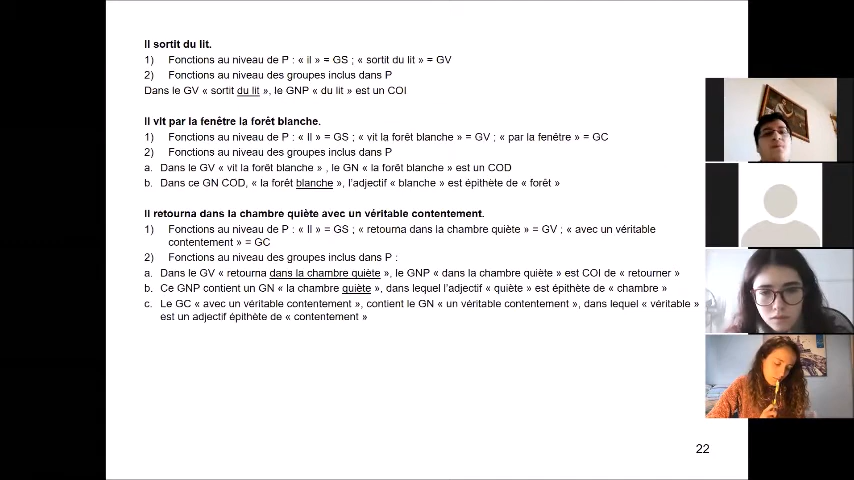 Il sortit du lit.
1) Fonctions au niveau de P : « il » = GS ; « sortit du lit » = GV
2) Fonctions au niveau des groupes inclus dans P
Dans le GV « sortit du lit », le GNP « du lit » est un COI
Il vit par la fenêtre la forêt blanche.
1) Fonctions au niveau de P : « Il » = GS ; « vit la forêt blanche » = GV ; « par la fenêtre » = GC
2) Fonctions au niveau des groupes inclus dans P
a. Dans le GV « vit la forêt blanche » , le GN « la forêt blanche » est un COD
b. Dans ce GN COD, « la forêt blanche », l'adjectif « blanche » est épithète de « forêt »
Il retourna dans la chambre quiète avec un véritable contentement.
1) Fonctions au niveau de P : « Il » = GS ; « retourna dans la chambre quiète » = GV ; « avec un véritable
contentement » = GC
2) Fonctions au niveau des groupes inclus dans P :
a. Dans le GV « retourna dans la chambre quiète », le GNP « dans la chambre quiète » est COI de « retourner »
b. Ce GNP contient un GN « la chambre quiète », dans lequel l'adjectif « quiète » est épithète de « chambre »
c. Le GC « avec un véritable contentement », contient le GN « un véritable contentement », dans lequel « véritable »
est un adjectif épithète de « contentement »
22